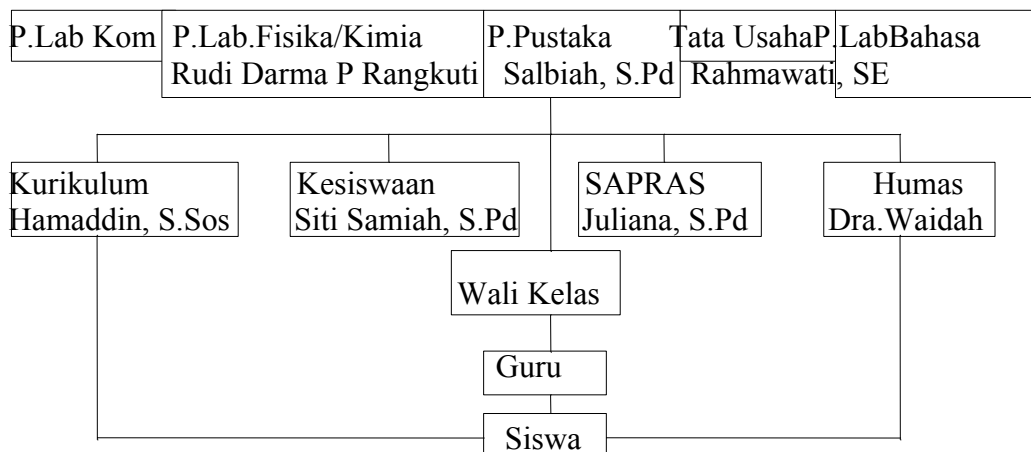 P.Lab Kom P.Lab.Fisika/Kimia P.Pustaka Tata UsahaP.LabBahasa
Rudi Darma P Rangkuti Salbiah, S.Pd Rahmawati, SE
Kurikulum Kesiswaan SAPRAS Humas
Hamaddin, S.Sos Siti Samiah, S.Pd Juliana, S.Pd Dra.Waidah
Wali Kelas
Guru
Siswa